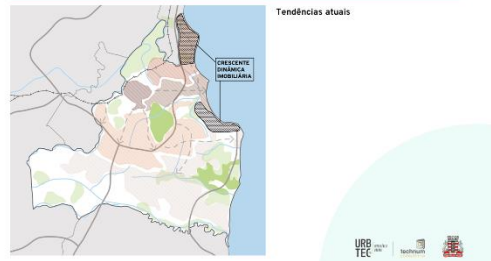 Tendências atuais
CRESCENTE
DINÂMICA
IMOBILIÁRIA
URB
TEC
technum